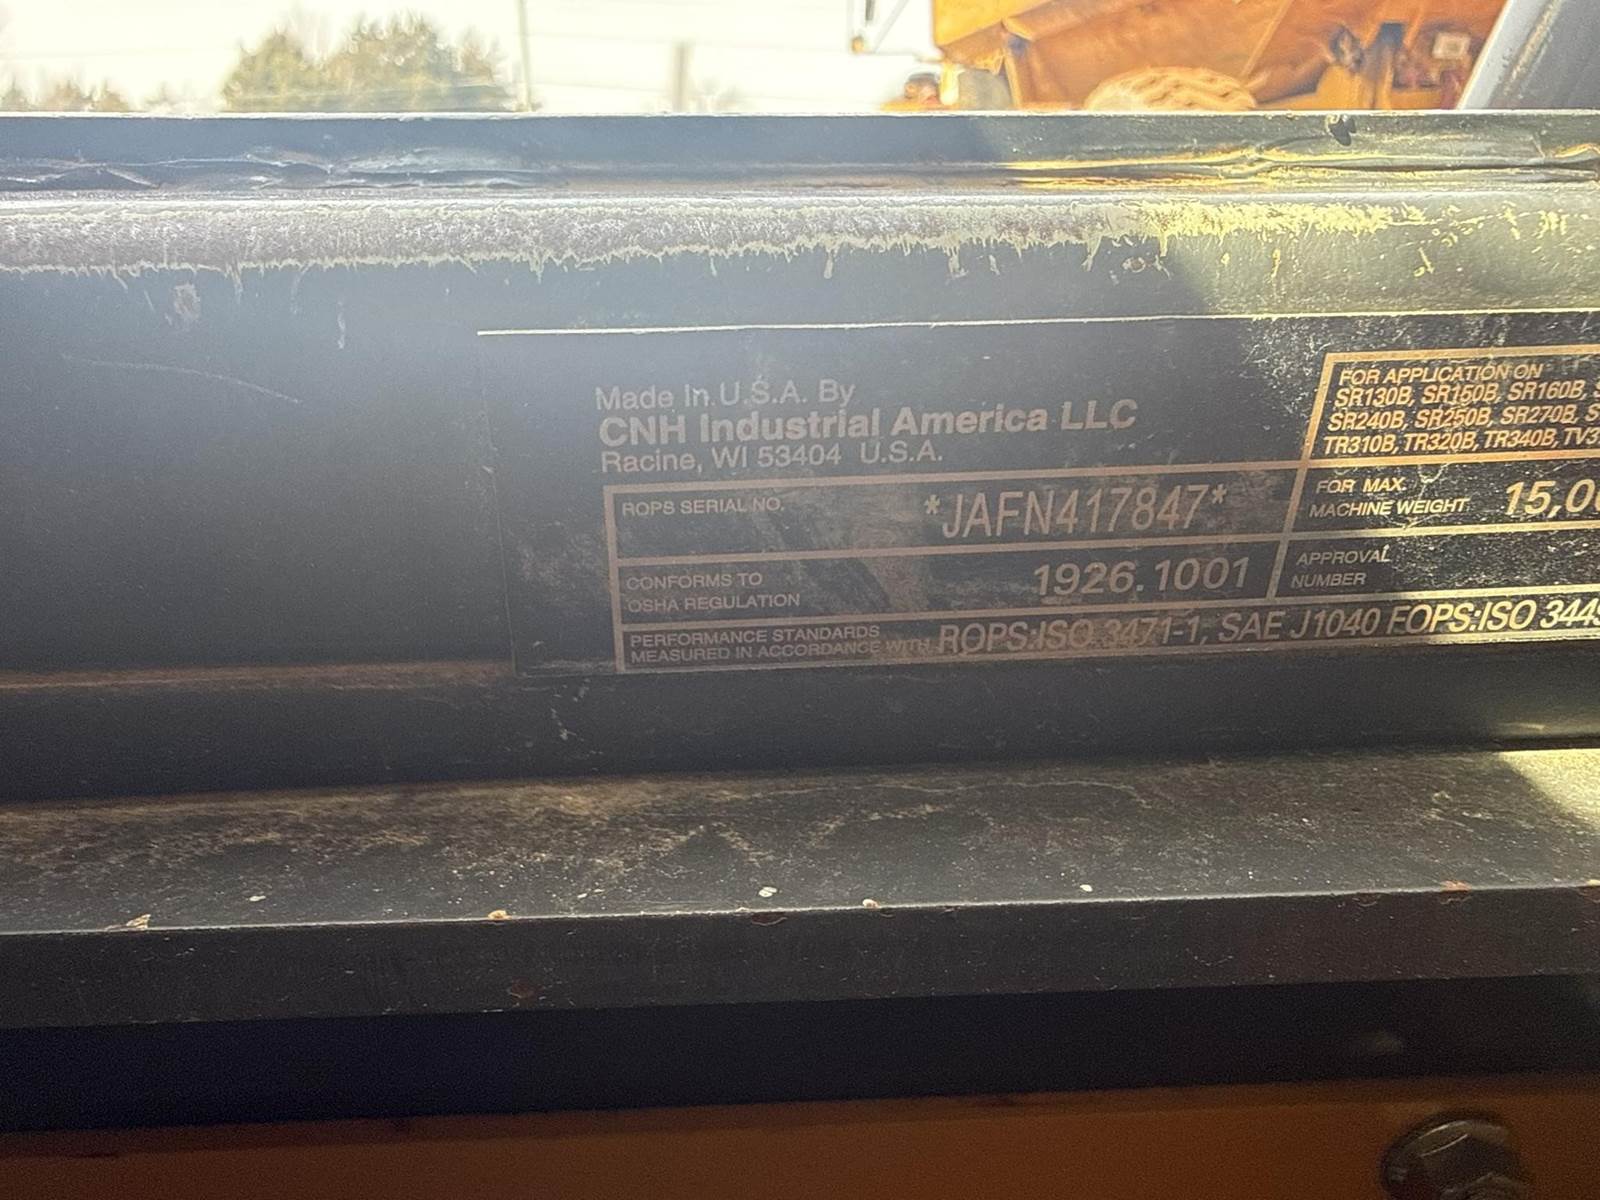 Made In U.S.A. By
CNH Industrial America LLC
Racine, WI 53404 U.S.A.
FOR APPLICATION ON
SR130B, SR150B, SR160B,
SR240B, SR250B, SR270B,
TR310B, TR320B, TR340B,
ROPS SERIAL NO. *JAFN417847*
FOR MAX.
MACHINE WEIGHT
CONFORMS TO
OSHA REGULATION 1926.1001
APPROVAL
NUMBER
PERFORMANCE STANDARDS
MEASURED IN ACCORDANCE WITH ROPS:ISO 3471-1, SAE J1040 FOPS:ISO